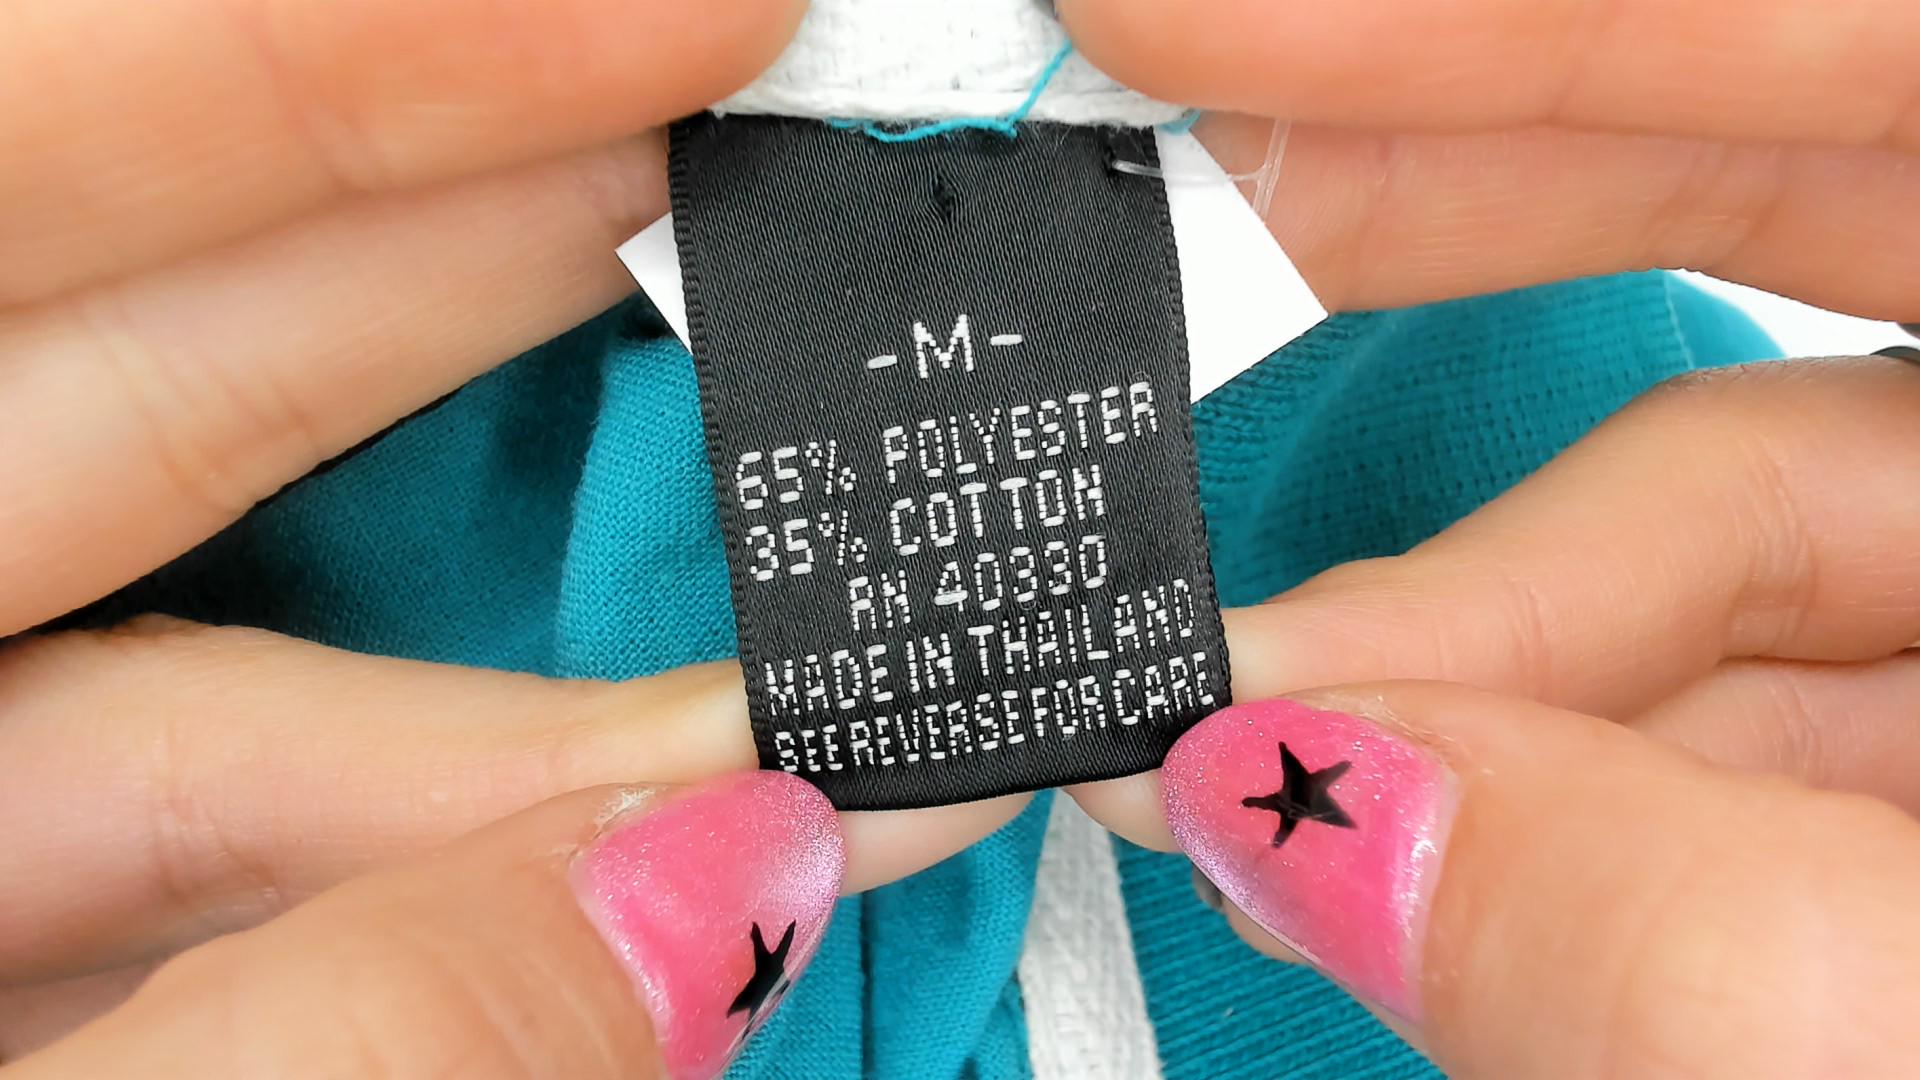 -M-
65% POLYESTER
35% COTTON
RN 40330
MADE IN THAILAND
SEE REVERSE FOR CARE